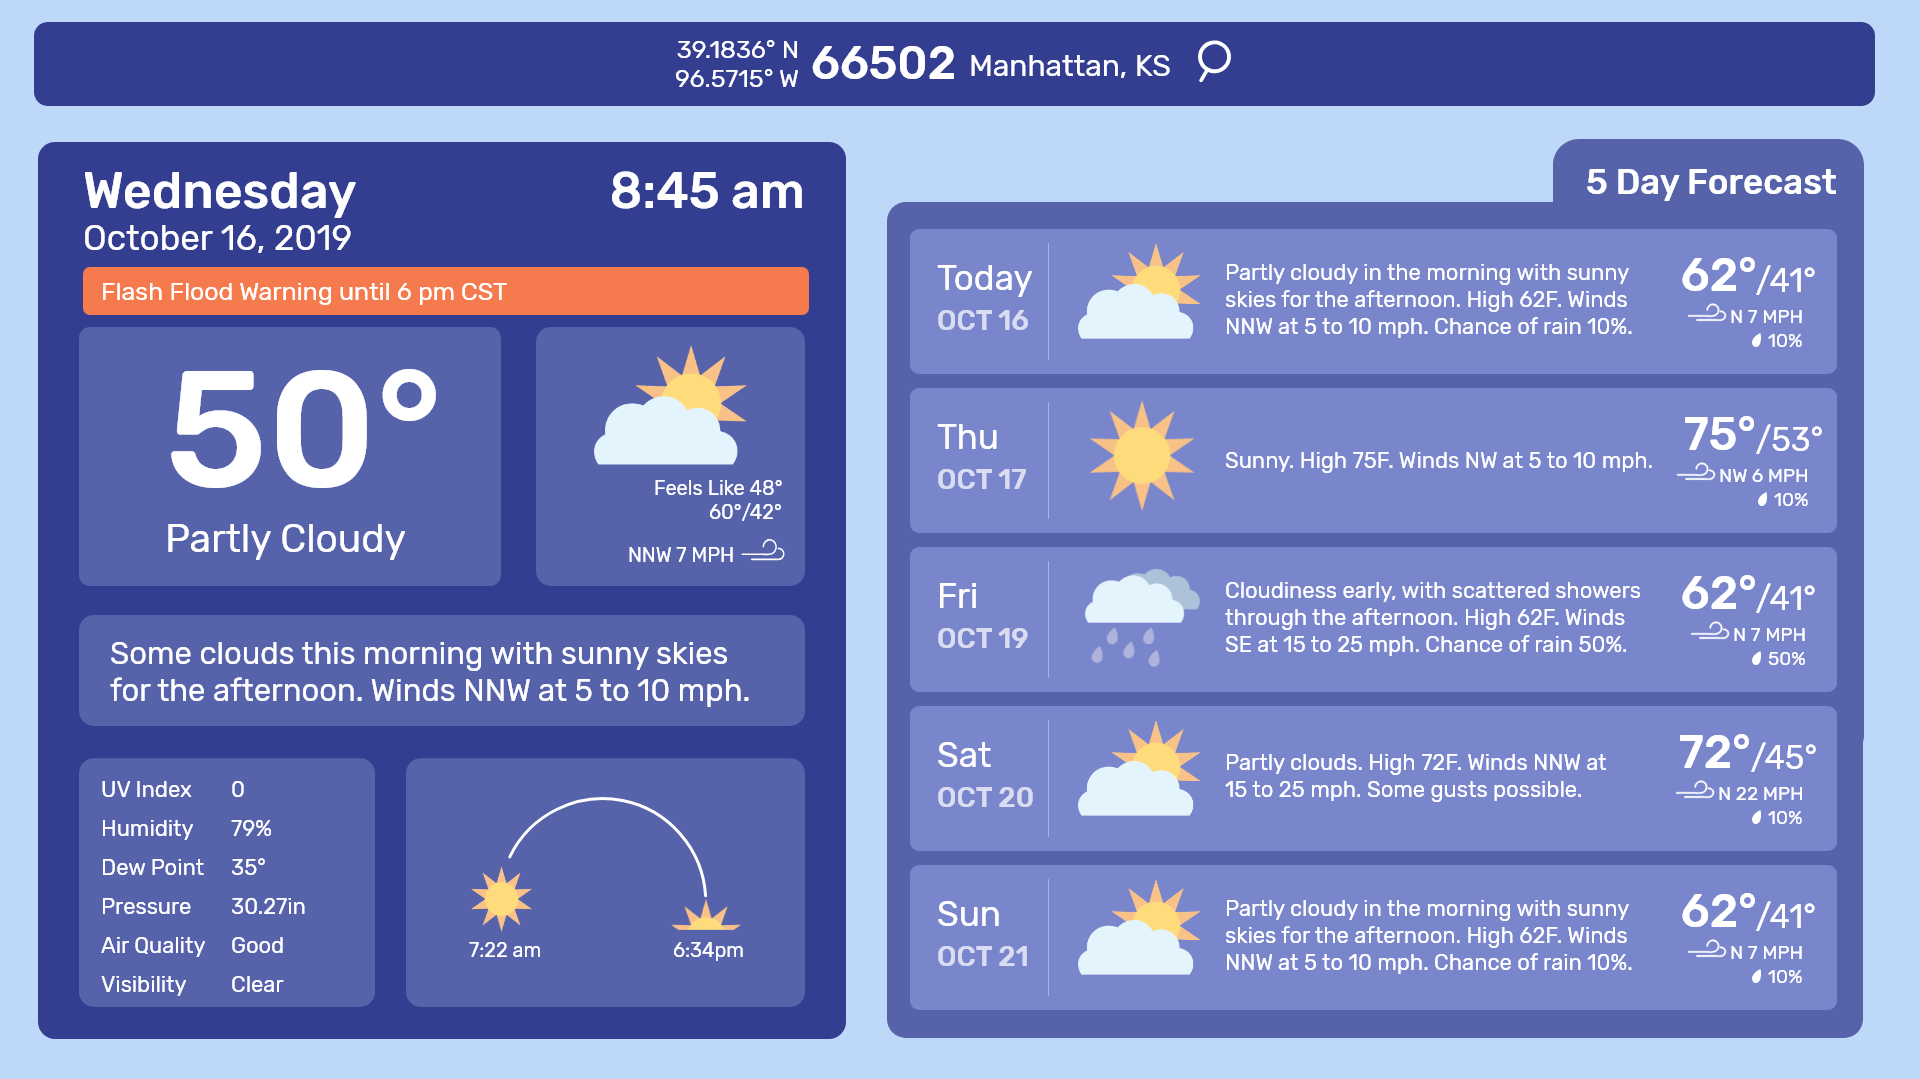 39.1836° N
96.5715° W
66502 Manhattan, KS
Wednesday
8:45 am
October 16, 2019
Flash Flood Warning until 6 pm CST
50°
Partly Cloudy
Feels Like 48°
60°/42°
NNW 7 MPH
Some clouds this morning with sunny skies
for the afternoon. Winds NNW at 5 to 10 mph.
UV Index 0
Humidity 79%
Dew Point 35°
Pressure 30.27in
Air Quality Good
Visibility Clear
7:22 am
6:34pm
5 Day Forecast
Today
OCT 16
Partly cloudy in the morning with sunny
skies for the afternoon. High 62F. Winds
NNW at 5 to 10 mph. Chance of rain 10%.
62°/41°
N 7 MPH
10%
Thu
OCT 17
Sunny. High 75F. Winds NW at 5 to 10 mph.
75°/53°
NW 6 MPH
10%
Fri
OCT 19
Cloudiness early, with scattered showers
through the afternoon. High 62F. Winds
SE at 15 to 25 mph. Chance of rain 50%.
62°/41°
N 7 MPH
50%
Sat
OCT 20
Partly clouds. High 72F. Winds NNW at
15 to 25 mph. Some gusts possible.
72°/45°
N 22 MPH
10%
Sun
OCT 21
Partly cloudy in the morning with sunny
skies for the afternoon. High 62F. Winds
NNW at 5 to 10 mph. Chance of rain 10%.
62°/41°
N 7 MPH
10%